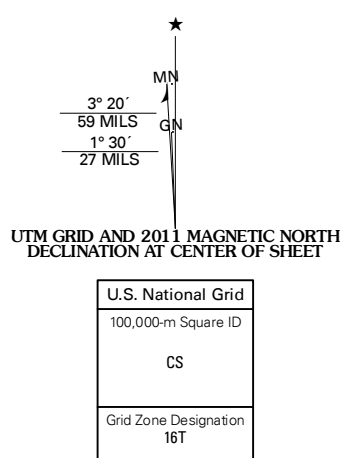 ★
MN
3° 20´
59 MILS
GN
1° 30´
27 MILS
UTM GRID AND 2011 MAGNETIC NORTH
DECLINATION AT CENTER OF SHEET
U.S. National Grid
100,000-m Square ID
CS
Grid Zone Designation
16T